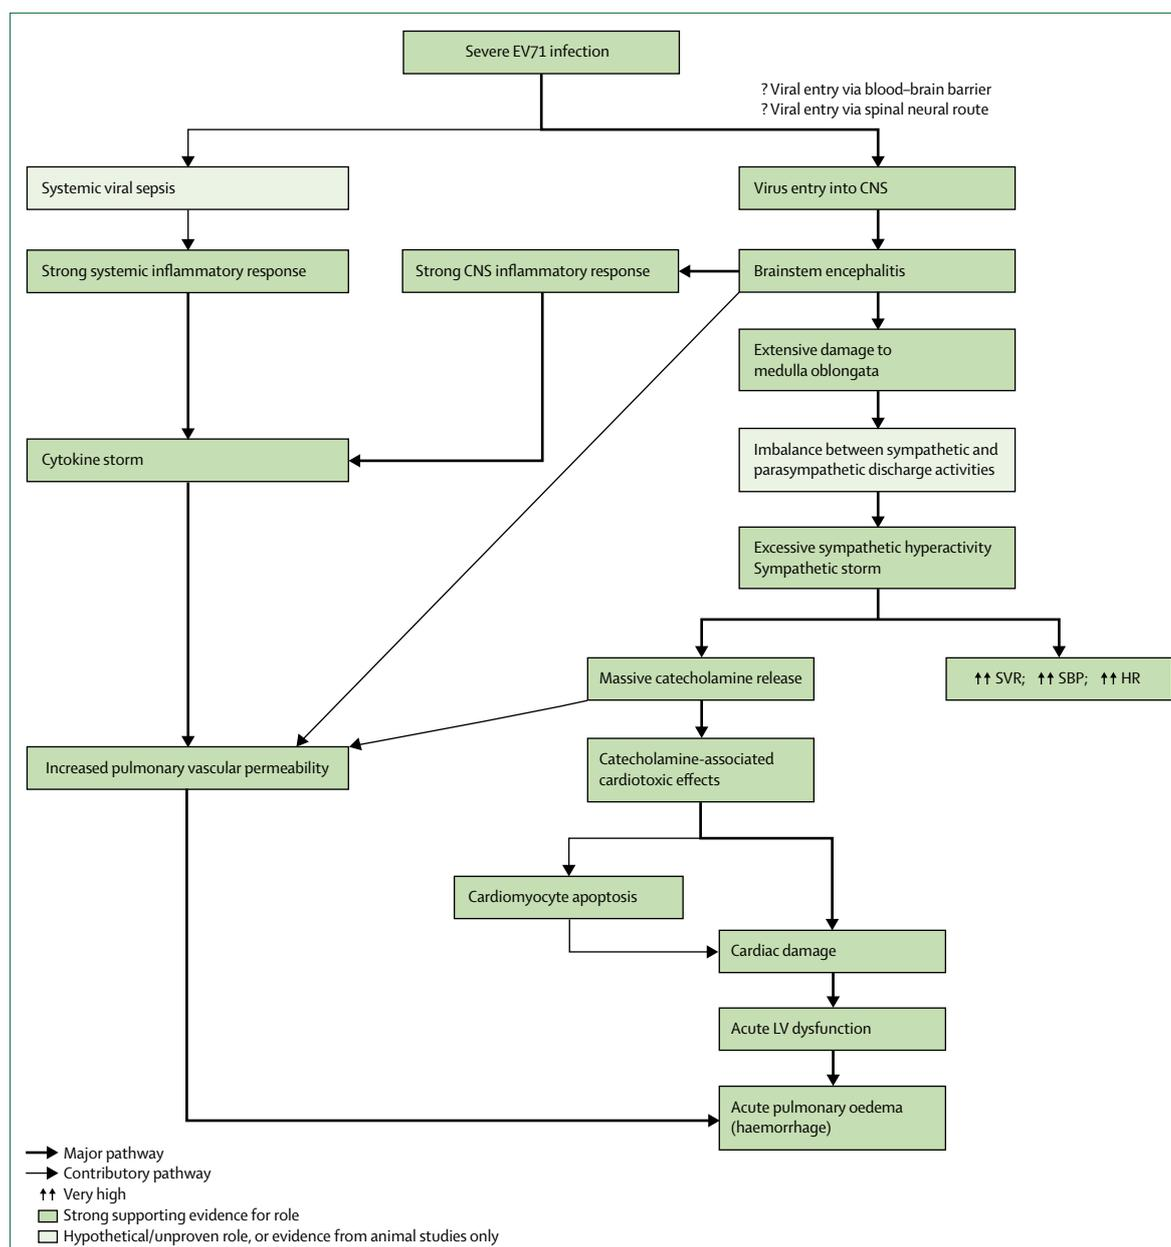 Severe EV71 infection
? Viral entry via blood–brain barrier
? Viral entry via spinal neural route
Systemic viral sepsis
Virus entry into CNS
Strong systemic inflammatory response
Strong CNS inflammatory response
Brainstem encephalitis
Extensive damage to
medulla oblongata
Cytokine storm
Imbalance between sympathetic and
parasympathetic discharge activities
Excessive sympathetic hyperactivity
Sympathetic storm
Massive catecholamine release
↑↑ SVR; ↑↑ SBP; ↑↑ HR
Increased pulmonary vascular permeability
Catecholamine-associated
cardiotoxic effects
Cardiomyocyte apoptosis
Cardiac damage
Acute LV dysfunction
Acute pulmonary oedema
(haemorrhage)
Major pathway
Contributory pathway
↑↑ Very high
Strong supporting evidence for role
Hypothetical/unproven role, or evidence from animal studies only